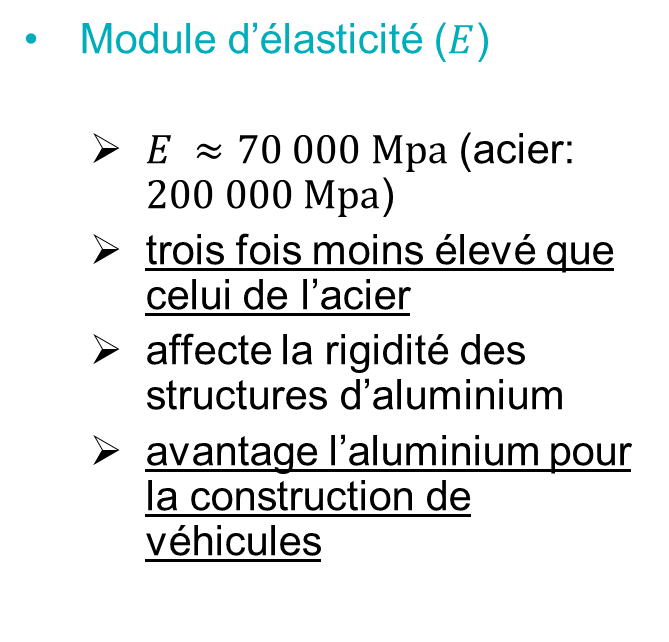 • Module d’élasticité (𝐸)
➢ 𝐸 ≈ 70 000 Mpa (acier:
200 000 Mpa)
➢ trois fois moins élevé que
celui de l’acier
➢ affecte la rigidité des
structures d’aluminium
➢ avantage l’aluminium pour
la construction de
véhicules